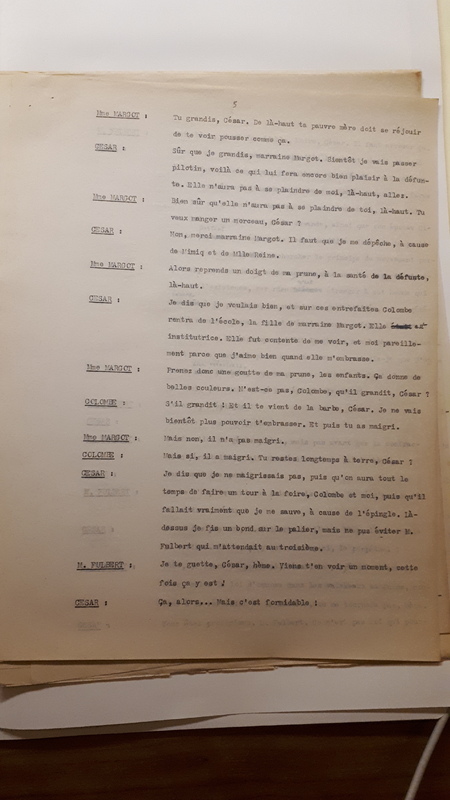 5
Mme MARGOT : Tu grandis, César. De là-haut ta pauvre mère doit se réjouir
de te voir pousser comme ça.
CESAR : Sûr que je grandis, marraine Margot. Bientôt je vais passer
pilotin, voilà ce qui lui fera encore bien plaisir à la défun-
te. Elle n'aura pas à se plaindre de moi, là-haut, allez.
Mme MARGOT : Bien sûr qu'elle n'aura pas à se plaindre de toi, là-haut. Tu
veux manger un morceau, César ?
CESAR : Non, merci marraine Margot. Il faut que je me dépêche, à cause
de Mimiq et de Mlle Reine.
Mme MARGOT : Alors reprends un doigt de ma prune, à la santé de la défunte,
là-haut.
CESAR : Je dis que je voulais bien, et sur ces entrefaites Colombe
rentra de l'école, la fille de marraine Margot. Elle est
institutrice. Elle fut contente de me voir, et moi pareille-
ment parce que j'aime bien quand elle m'embrasse.
Mme MARGOT : Prenez donc une goutte de ma prune, les enfants. Ça donne de
belles couleurs. N'est-ce pas, Colombe, qu'il grandit, César ?
COLOMBE : S'il grandit ! Et il te vient de la barbe, César. Je ne vais
bientôt plus pouvoir t'embrasser. Et puis tu as maigri.
Mme MARGOT : Mais non, il n'a pas maigri.
COLOMBE : Mais si, il a maigri. Tu restes longtemps à terre, César ?
CESAR : Je dis que je ne maigrissais pas, puis qu'on aura tout le
temps de faire un tour à la foire, Colombe et moi, puis qu'il
fallait vraiment que je me sauve, à cause de l'épingle. Là-
dessus je fis un bond sur le palier, mais ne pus éviter M.
Fulbert qui m'attendait au troisième.
M. FULBERT : Je te guette, César, hène. Viens t'en voir un moment, cette
fois ça y est !
CESAR : Ça, alors... Mais c'est formidable !